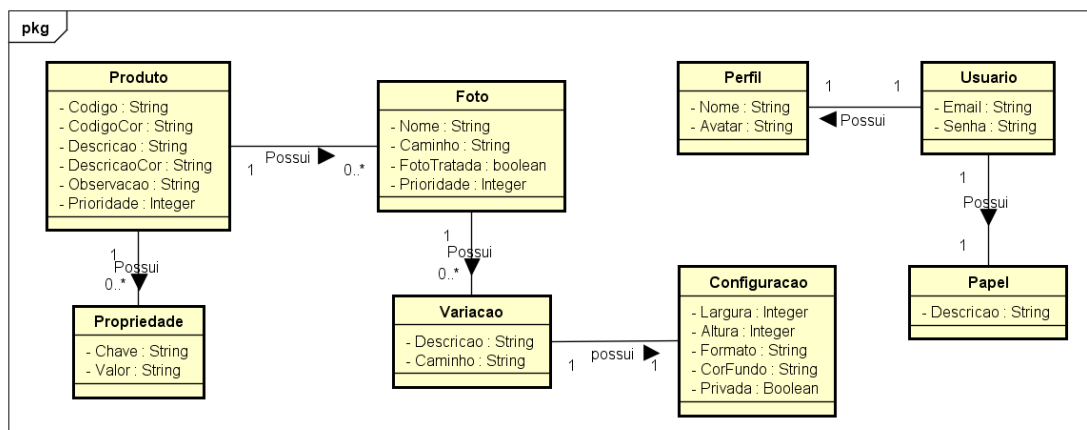 pkg
Produto
- Codigo : String
- CodigoCor : String
- Descricao : String
- DescricaoCor : String
- Observacao : String
- Prioridade : Integer
Possui
1
0..*
Foto
- Nome : String
- Caminho : String
- FotoTratada : boolean
- Prioridade : Integer
Perfil
- Nome : String
- Avatar : String
1
1
Possui
Usuario
- Email : String
- Senha : String
1
Possui
0..*
Propriedade
- Chave : String
- Valor : String
1
Possui
0..*
Variacao
- Descricao : String
- Caminho : String
1
possui
1
Configuracao
- Largura : Integer
- Altura : Integer
- Formato : String
- CorFundo : String
- Privada : Boolean
1
Possui
1
Papel
- Descricao : String